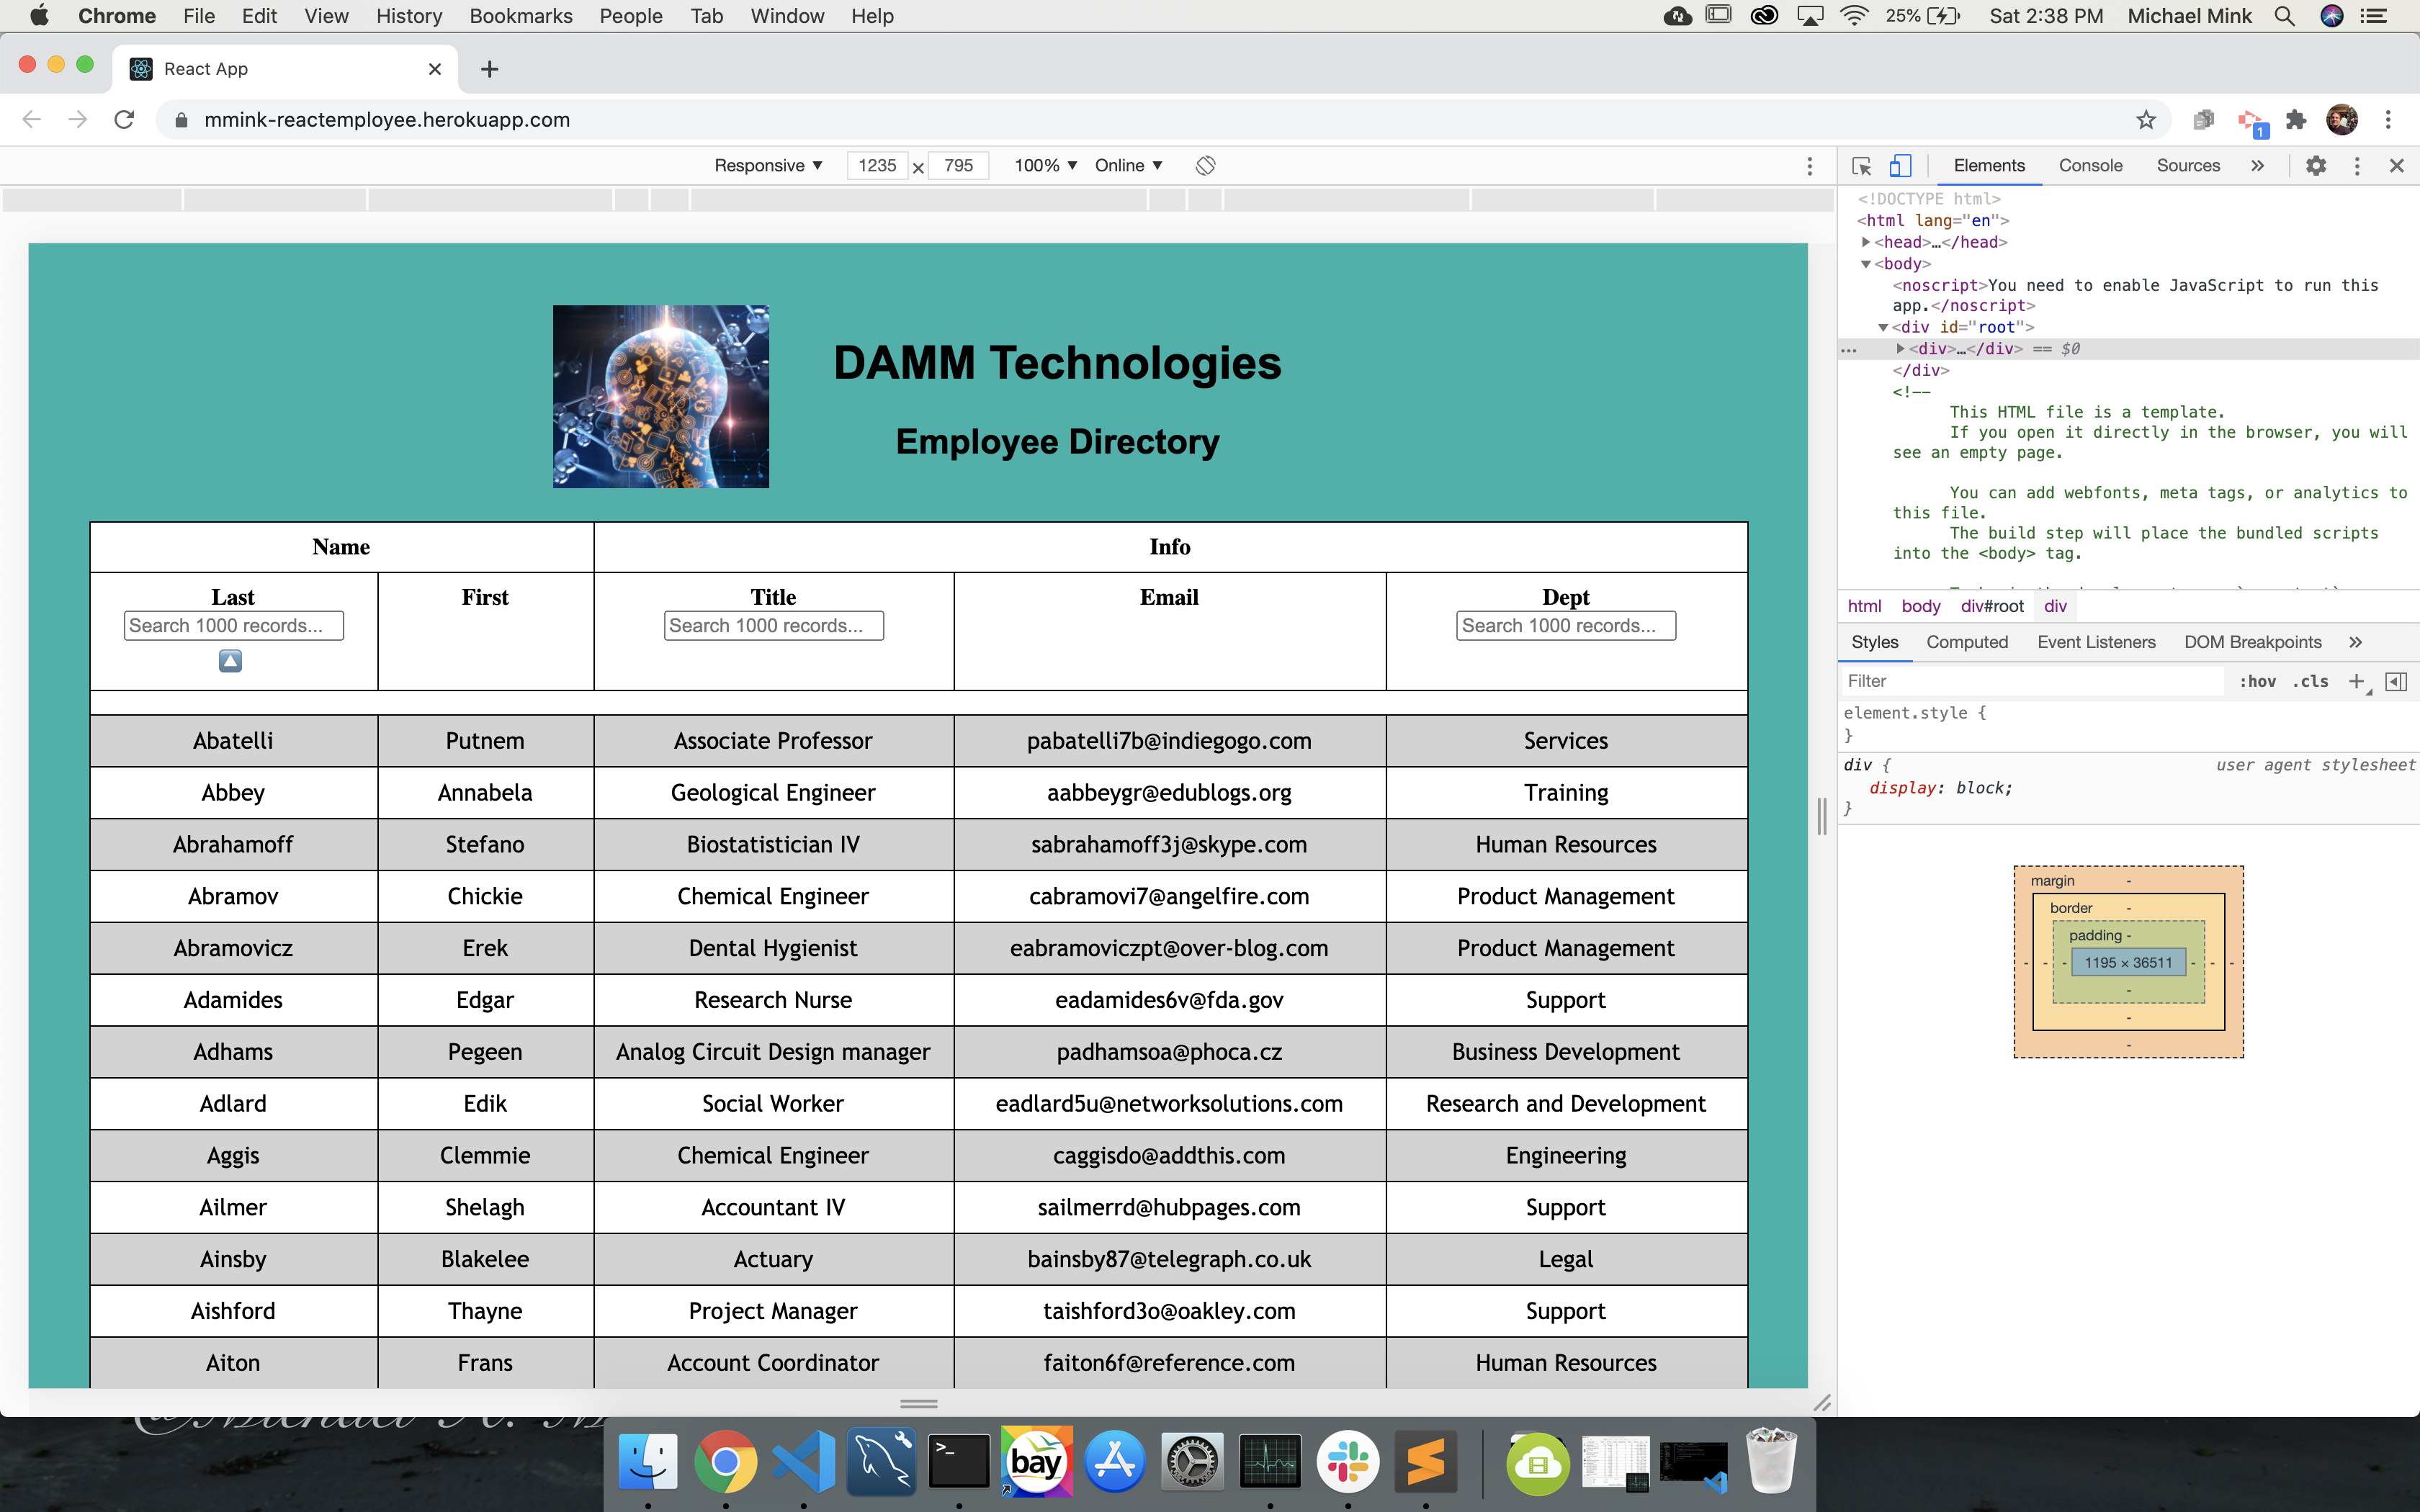 Chrome File Edit View History Bookmarks People Tab Window Help 25% Sat 2:38 PM Michael Mink
React App
mmink-reactemployee.herokuapp.com 1
Responsive ▼ 1235 × 795 100% ▼ Online ▼
Elements Console Sources »
<!DOCTYPE html>
<html lang="en">
<head>…</head>
<body>
<noscript>You need to enable JavaScript to run this
app.</noscript>
<div id="root">
… <div>…</div> == $0
</div>
<!--
This HTML file is a template.
If you open it directly in the browser, you will
see an empty page.
You can add webfonts, meta tags, or analytics to
this file.
The build step will place the bundled scripts
into the <body> tag.
html body div#root div
Styles Computed Event Listeners DOM Breakpoints »
Filter :hov .cls +
element.style {
}
div { user agent stylesheet
display: block;
}
margin -
border -
padding -
- - - 1195 × 36511 - - -
-
-
-
DAMM Technologies
Employee Directory
Name Info
Last First Title Email Dept
Search 1000 records... Search 1000 records... Search 1000 records...
Abatelli Putnem Associate Professor pabatelli7b@indiegogo.com Services
Abbey Annabela Geological Engineer aabbeygr@edublogs.org Training
Abrahamoff Stefano Biostatistician IV sabrahamoff3j@skype.com Human Resources
Abramov Chickie Chemical Engineer cabramovi7@angelfire.com Product Management
Abramovicz Erek Dental Hygienist eabramoviczpt@over-blog.com Product Management
Adamides Edgar Research Nurse eadamides6v@fda.gov Support
Adhams Pegeen Analog Circuit Design manager padhamsoa@phoca.cz Business Development
Adlard Edik Social Worker eadlard5u@networksolutions.com Research and Development
Aggis Clemmie Chemical Engineer caggisdo@addthis.com Engineering
Ailmer Shelagh Accountant IV sailmerrd@hubpages.com Support
Ainsby Blakelee Actuary bainsby87@telegraph.co.uk Legal
Aishford Thayne Project Manager taishford3o@oakley.com Support
Aiton Frans Account Coordinator faiton6f@reference.com Human Resources
>_ bay